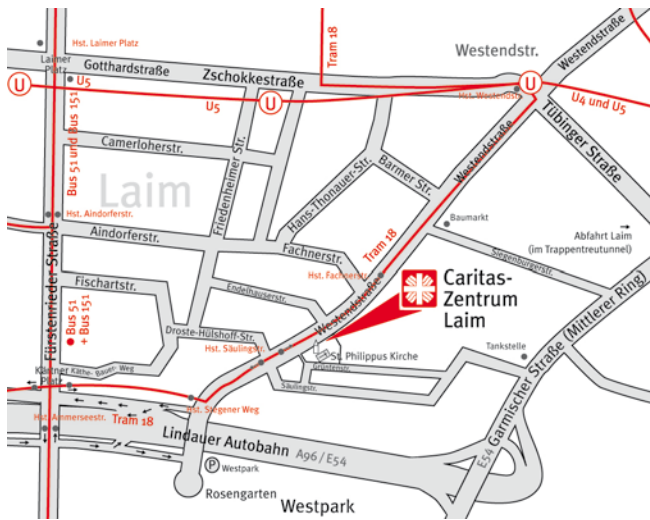 Hst. Laimer Platz
Laimer
Platz
Gotthardstraße
Zschokkestraße
Tram 18
Westendstr.
Westendstraße
U
U5
U5
U
U
Hst. Westendstr.
U4 und U5
Tübinger Straße
Bus 51 und Bus 151
Camerloherstr.
Friedenheimer Str.
Hans-Thonauer-Str.
Barmer Str.
Westendstraße
Laim
Hst. Aindorferstr.
Aindorferstr.
Fachnerstr.
Tram 18
Baumarkt
Abfahrt Laim
(im Trappentreutunnel)
Siegenburgerstr.
Fürstenrieder Straße
Fischartstr.
Endelhauserstr.
Hst. Fachnerstr.
Westendstraße
Caritas-
Zentrum
Laim
Bus 51
+ Bus 151
Droste-Hülshoff-Str.
Hst. Säulingstr.
St. Philippus Kirche
Tankstelle
Garmischer Straße (Mittlerer Ring)
Kästner
Platz
Käthe- Bauer- Weg
Säulingstr.
Hst. Stegener Weg
Hst. Ammerseestr.
Tram 18
Lindauer Autobahn
A96 / E54
E54
P
Westpark
Rosengarten
Westpark